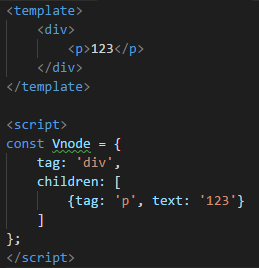 <template>
    <div>
        <p>123</p>
    </div>
</template>

<script>
const Vnode = {
    tag: 'div',
    children: [
        {tag: 'p', text: '123'}
    ]
};
</script>